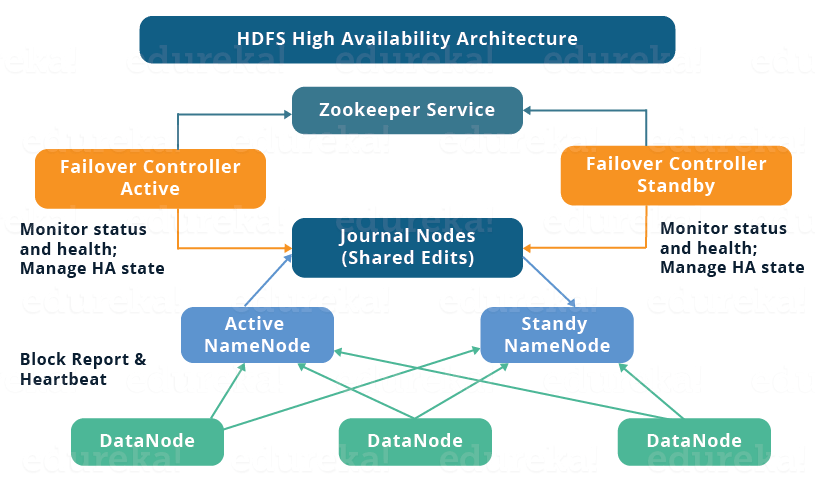 HDFS High Availability Architecture
Zookeeper Service
Failover Controller
Active
Failover Controller
Standby
Monitor status
and health;
Manage HA state
Journal Nodes
(Shared Edits)
Monitor status
and health;
Manage HA state
Active
NameNode
Standy
NameNode
Block Report &
Heartbeat
DataNode
DataNode
DataNode
edureka!